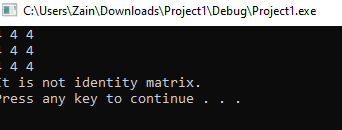 C:\Users\Zain\Downloads\Project1\Debug\Project1.exe
4 4 4
4 4 4
4 4 4
It is not identity matrix.
Press any key to continue . . .